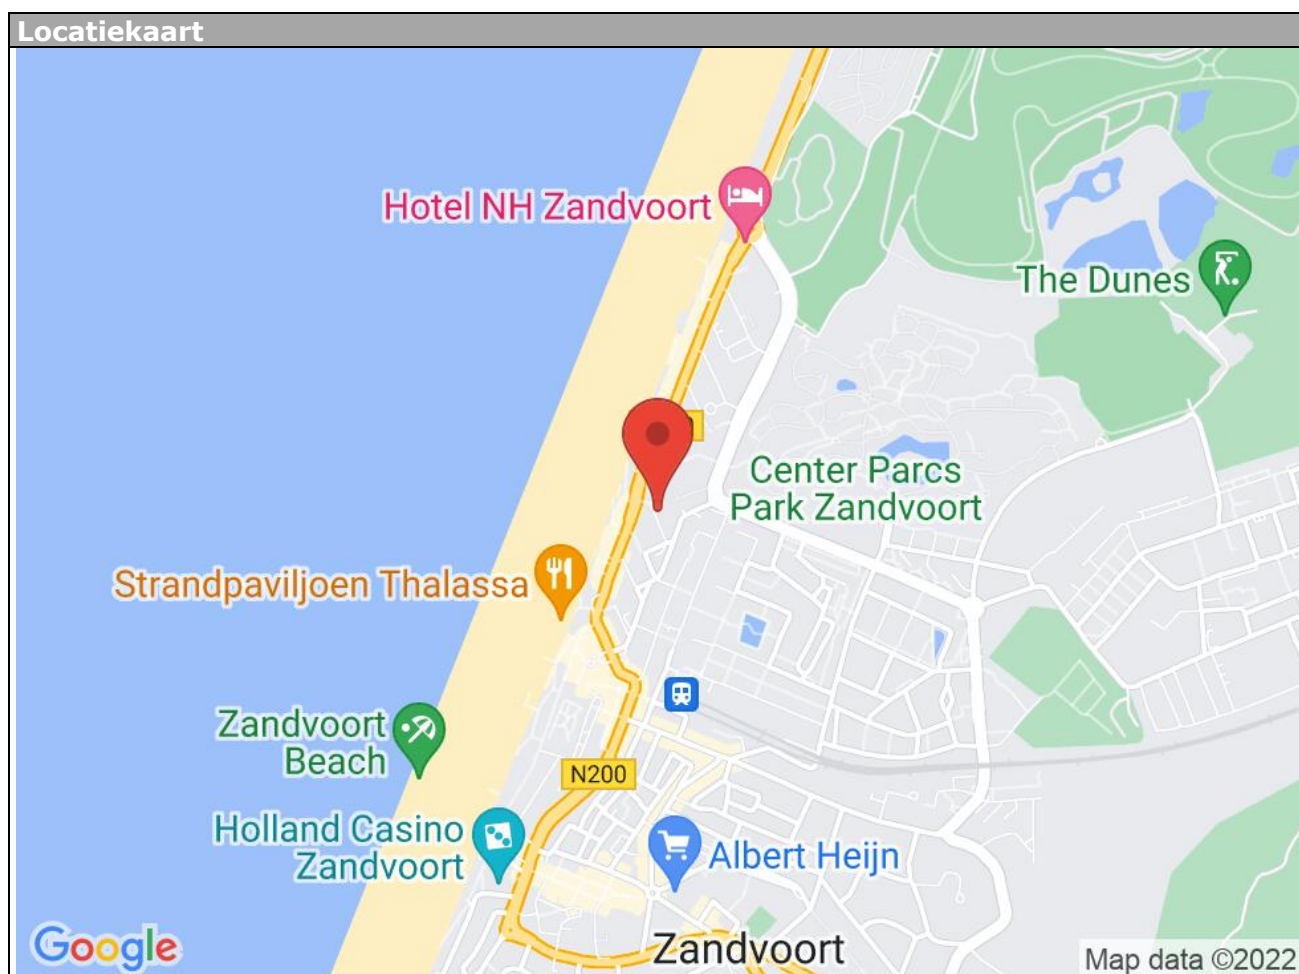 Locatiekaart
Hotel NH Zandvoort
The Dunes
Center Parcs
Park Zandvoort
Strandpaviljoen Thalassa
Zandvoort
Beach
N200
Holland Casino
Zandvoort
Albert Heijn
Google
Zandvoort
Map data ©2022